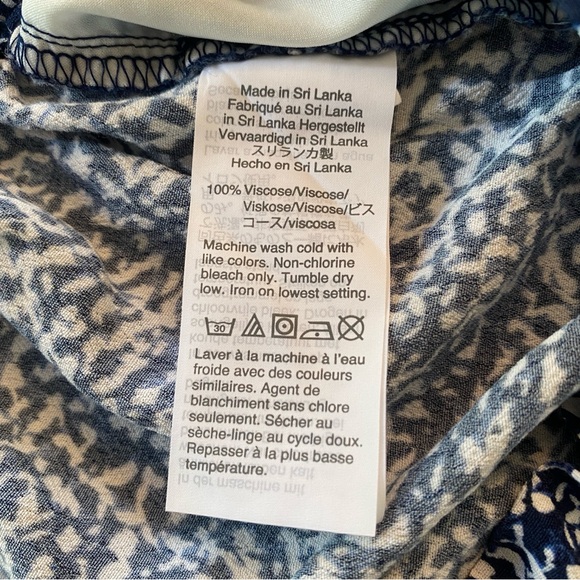 Made in Sri Lanka
Fabriqué au Sri Lanka
in Sri Lanka Hergestellt
Vervaardigd in Sri Lanka
スリランカ製
Hecho en Sri Lanka
100% Viscose/Viscose/
Viskose/Viscose/ビス
コース/viscosa
Machine wash cold with
like colors. Non-chlorine
bleach only. Tumble dry
low. Iron on lowest setting.
30
Laver à la machine à l'eau
froide avec des couleurs
similaires. Agent de
blanchiment sans chlore
seulement. Sécher au
sèche-linge au cycle doux.
Repasser à la plus basse
température.